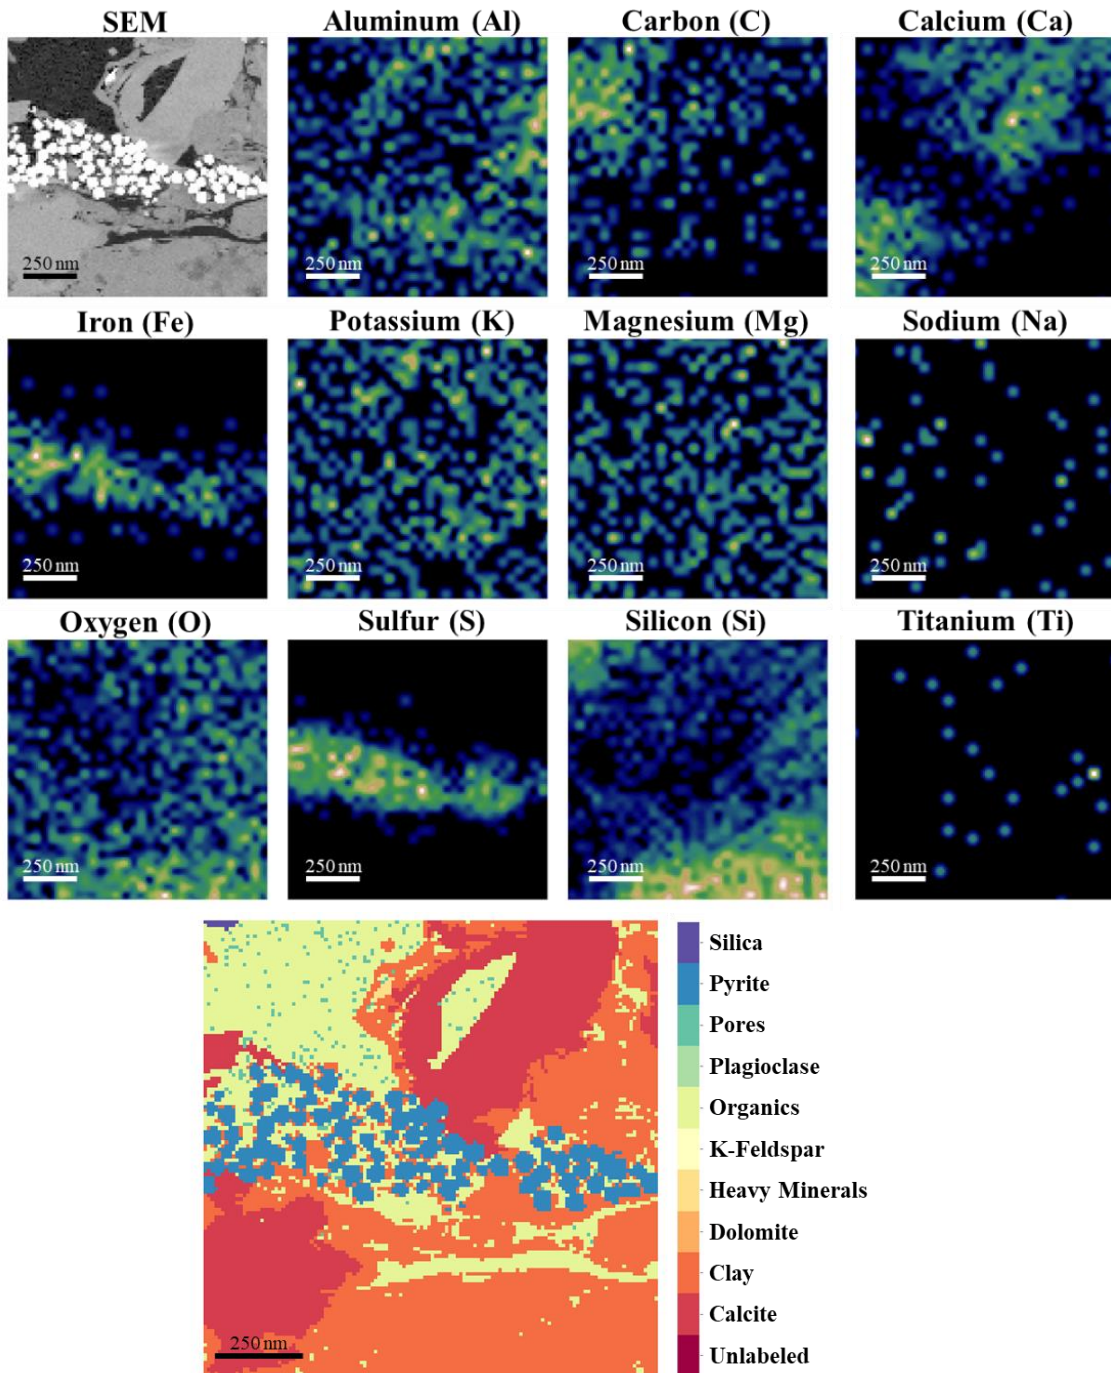 SEM
Aluminum (Al)
Carbon (C)
Calcium (Ca)
250 nm
250 nm
250 nm
250 nm
Iron (Fe)
Potassium (K)
Magnesium (Mg)
Sodium (Na)
250 nm
250 nm
250 nm
250 nm
Oxygen (O)
Sulfur (S)
Silicon (Si)
Titanium (Ti)
250 nm
250 nm
250 nm
250 nm
Silica
Pyrite
Pores
Plagioclase
Organics
K-Feldspar
Heavy Minerals
Dolomite
Clay
Calcite
Unlabeled
250 nm